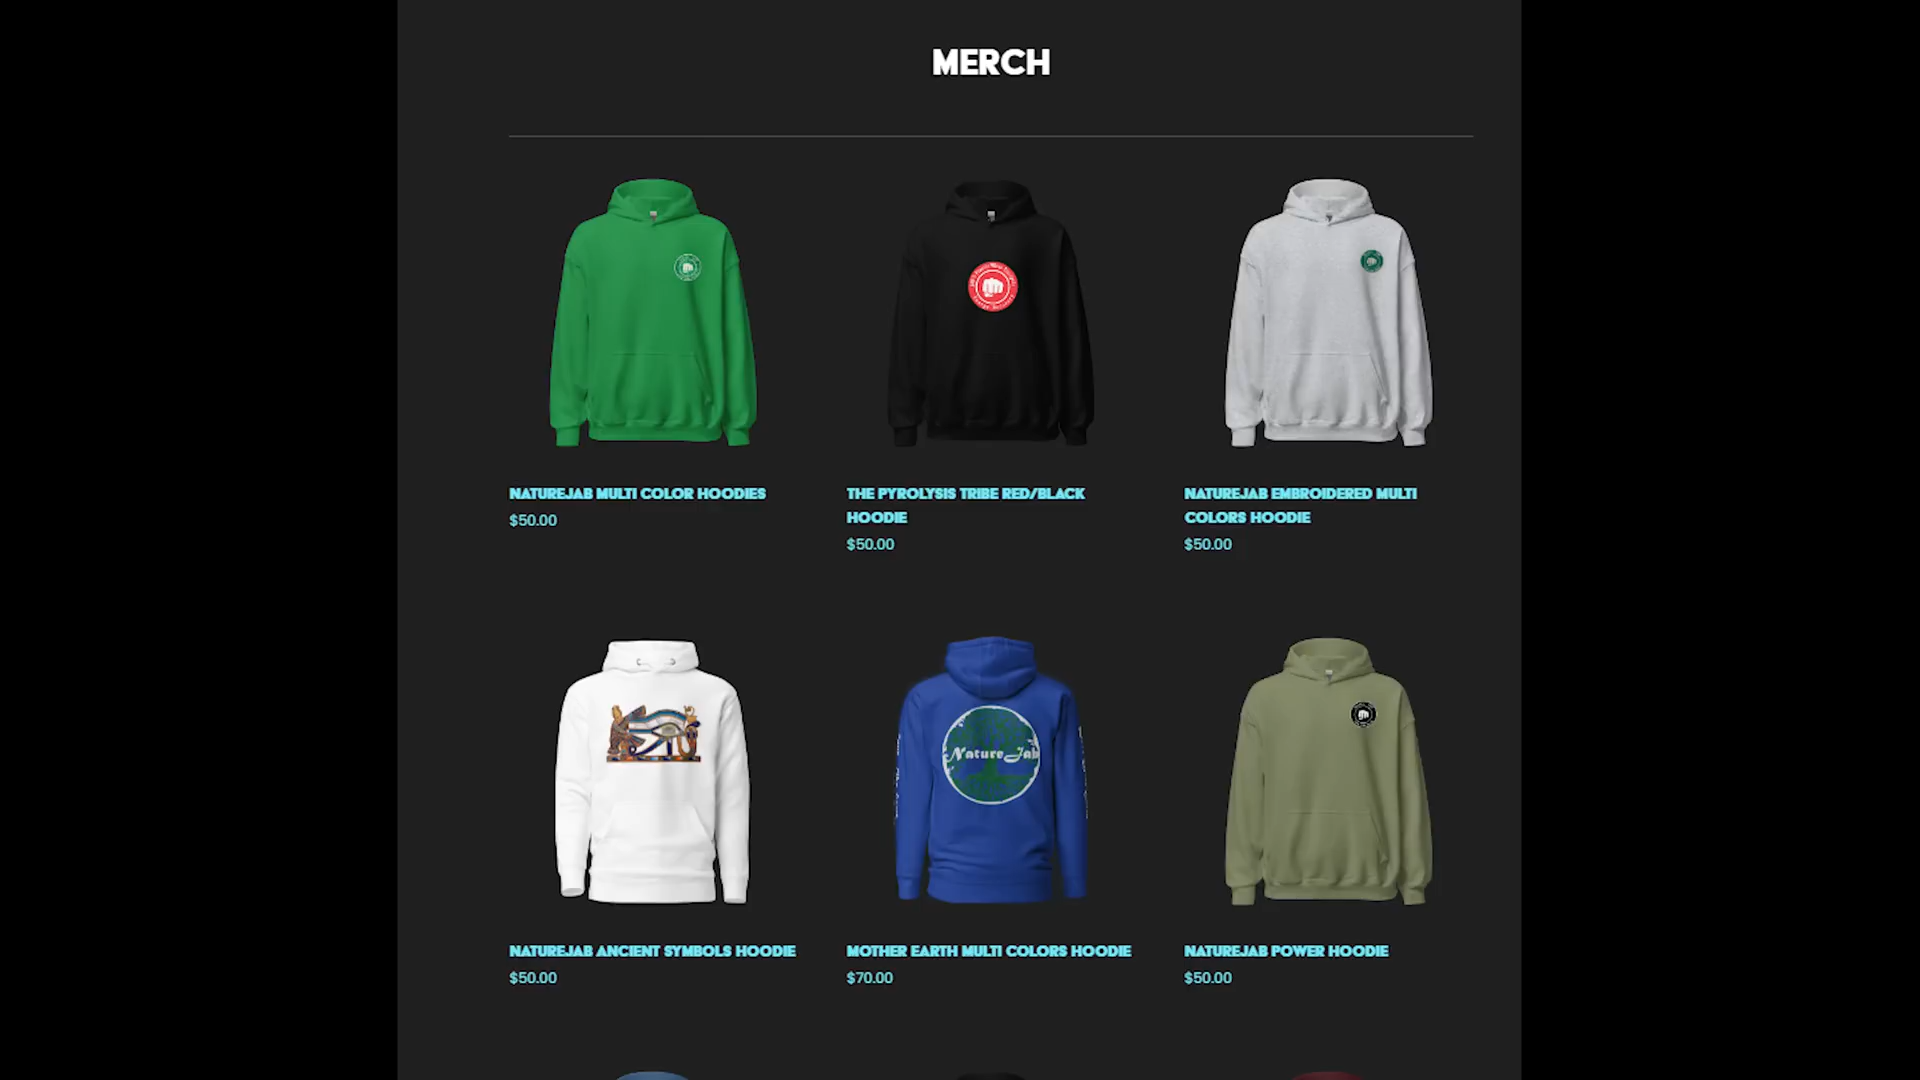 MERCH
NATUREJAB MULTI COLOR HOODIES
$50.00
THE PYROLYSIS TRIBE RED/BLACK
HOODIE
$50.00
NATUREJAB EMBROIDERED MULTI
COLORS HOODIE
$50.00
NatureJab
NATUREJAB ANCIENT SYMBOLS HOODIE
$50.00
MOTHER EARTH MULTI COLORS HOODIE
$70.00
NATUREJAB POWER HOODIE
$50.00